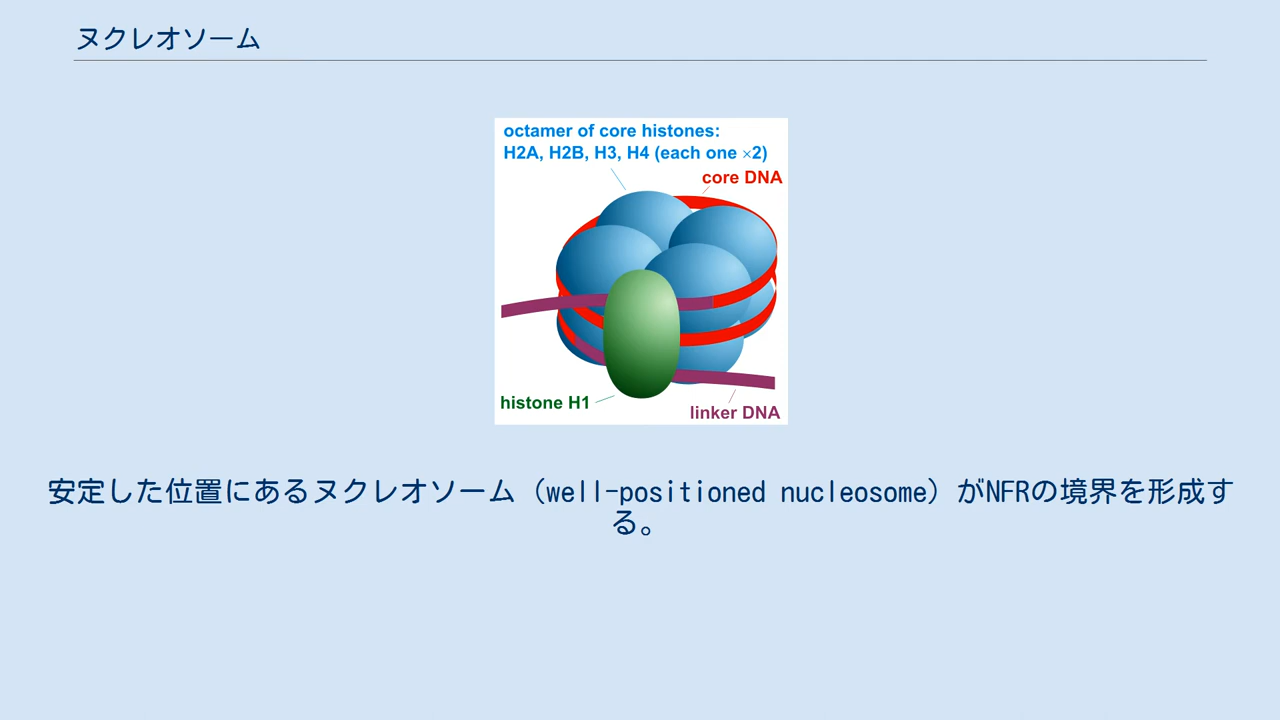 ヌクレオソーム
octamer of core histones:
H2A, H2B, H3, H4 (each one ×2)
core DNA
histone H1
linker DNA
安定した位置にあるヌクレオソーム（well-positioned nucleosome）がNFRの境界を形成す
る。